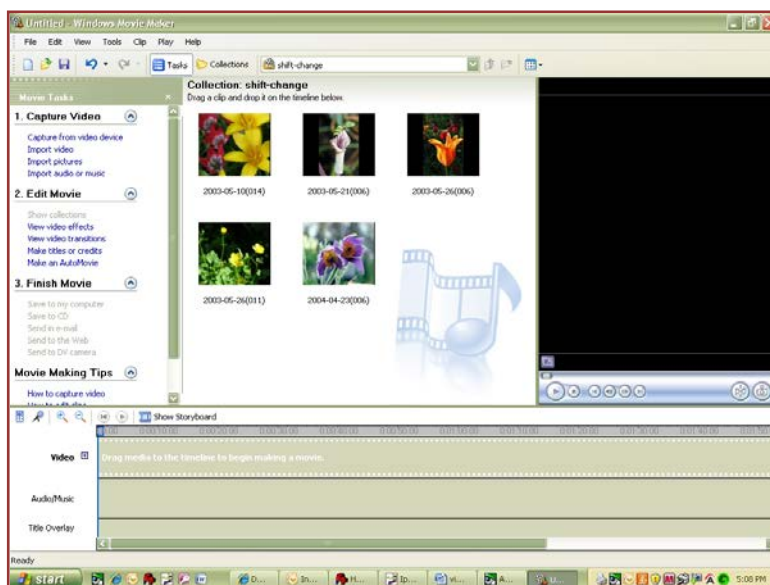 Untitled - Windows Movie Maker
File Edit View Tools Clip Play Help
Tasks Collections shift-change
Movie Tasks
1. Capture Video
Capture from video device
Import video
Import pictures
Import audio or music
2. Edit Movie
Show collections
View video effects
View video transitions
Make titles or credits
Make an AutoMovie
3. Finish Movie
Save to my computer
Save to CD
Send in e-mail
Send to the Web
Send to DV camera
Movie Making Tips
How to capture video
Collection: shift-change
Drag a clip and drop it on the timeline below.
2003-05-10(014) 2003-05-21(006) 2003-05-26(006)
2003-05-26(011) 2004-04-23(006)
Show Storyboard
Video
Drag media to the timeline to begin making a movie.
Audio/Music
Title Overlay
Ready
start D... In... H... Ip... vi... A... U... 5:08 PM